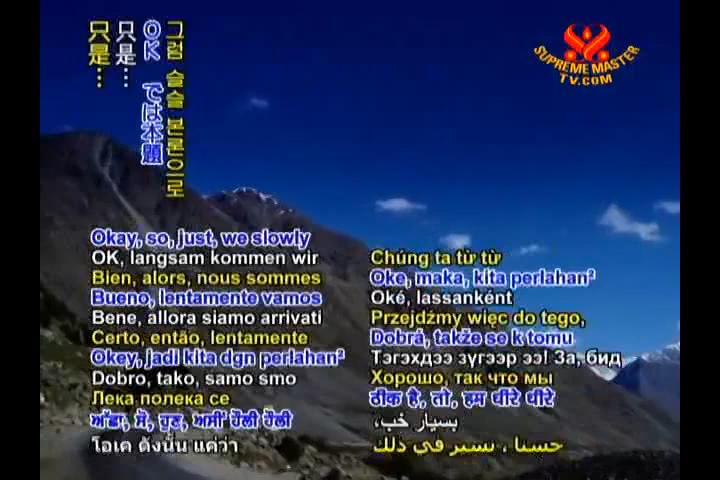 그럼 슬슬 본론으로
OK では本題
只是…
只是…
SUPREME MASTER
TV.COM
Okay, so, just, we slowly
OK, langsam kommen wir
Bien, alors, nous sommes
Bueno, lentamente vamos
Bene, allora siamo arrivati
Certo, então, lentamente
Okey, jadi kita dgn perlahan²
Dobro, tako, samo smo
Лека полека се
ਅੱਛਾ, ਸੋ, ਹੁਣ, ਅਸੀਂ ਹੌਲੀ ਹੌਲੀ
โอเค ดังนั้น แค่ว่า
Chúng ta từ từ
Oke, maka, kita perlahan²
Oké, lassanként
Przejdźmy więc do tego,
Dobrá, takže se k tomu
Тэгэхдээ зүгээр ээ! За, бид
Хорошо, так что мы
ठीक है, तो, हम धीरे धीरे
بسیار خب،
حسنا ، نسير في ذلك